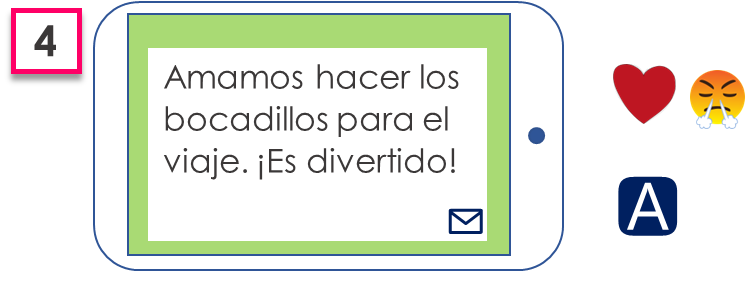 4
Amamos hacer los
bocadillos para el
viaje. ¡Es divertido!
A